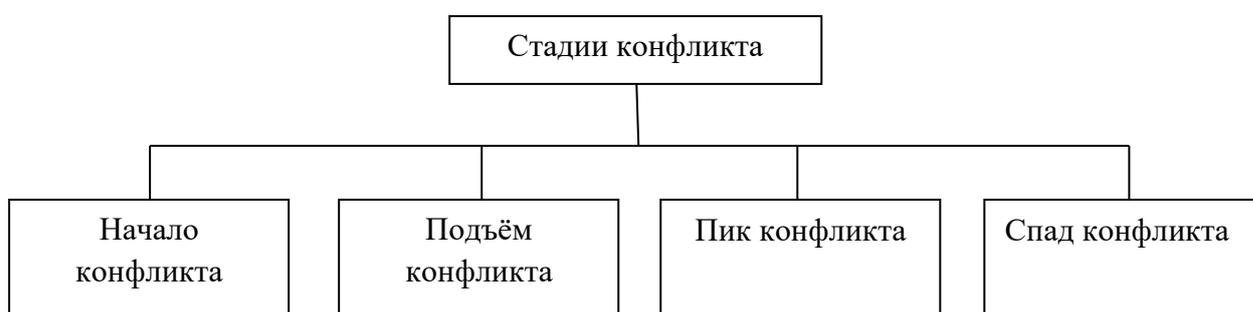 Стадии конфликта
Начало
конфликта
Подъём
конфликта
Пик конфликта
Спад конфликта